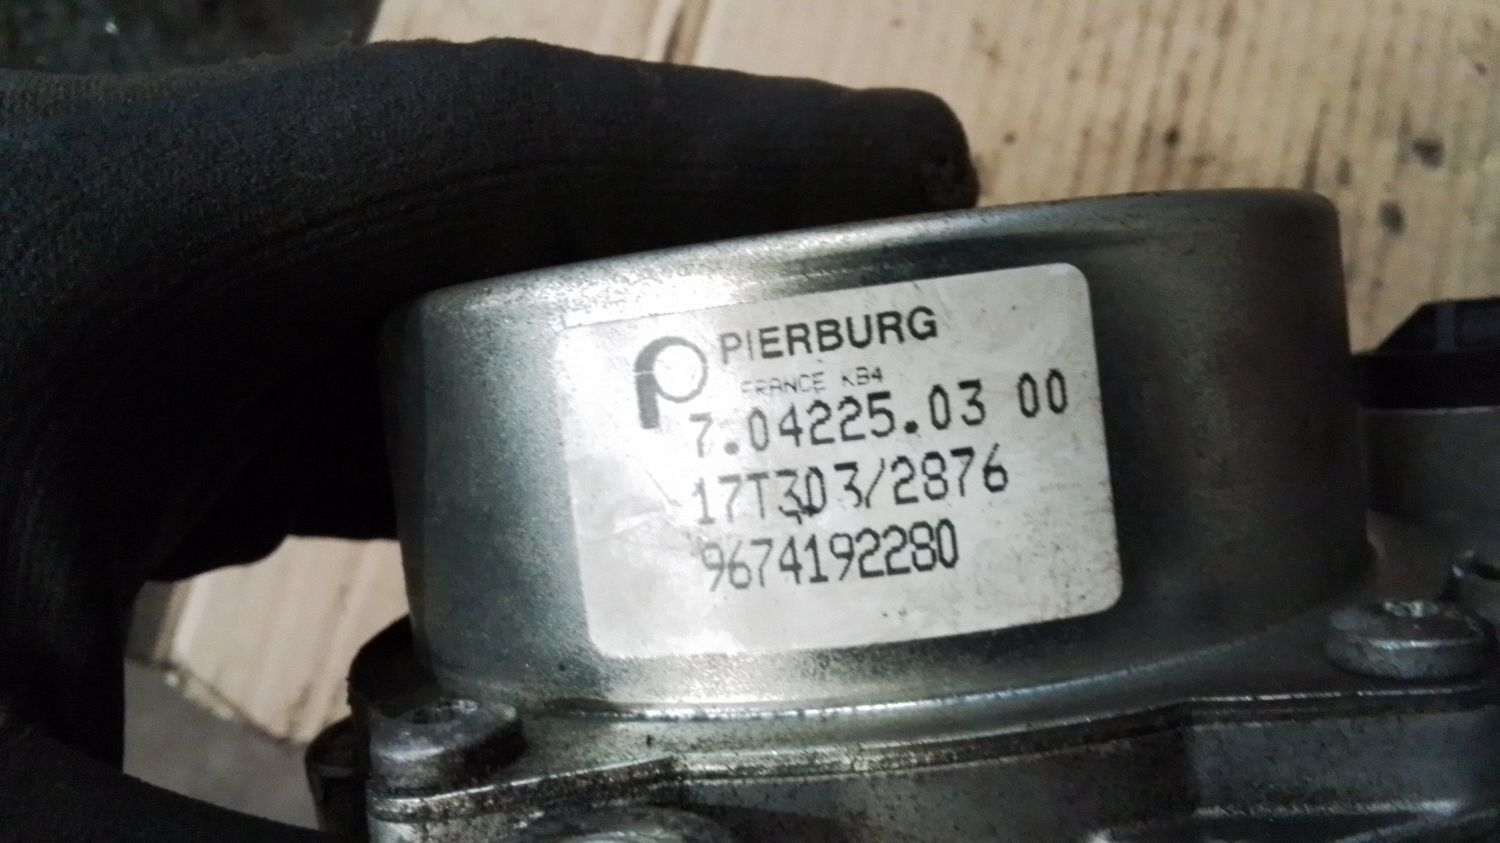 PIERBURG
FRANCE KB4
7.04225.03 00
17T303/2876
9674192280